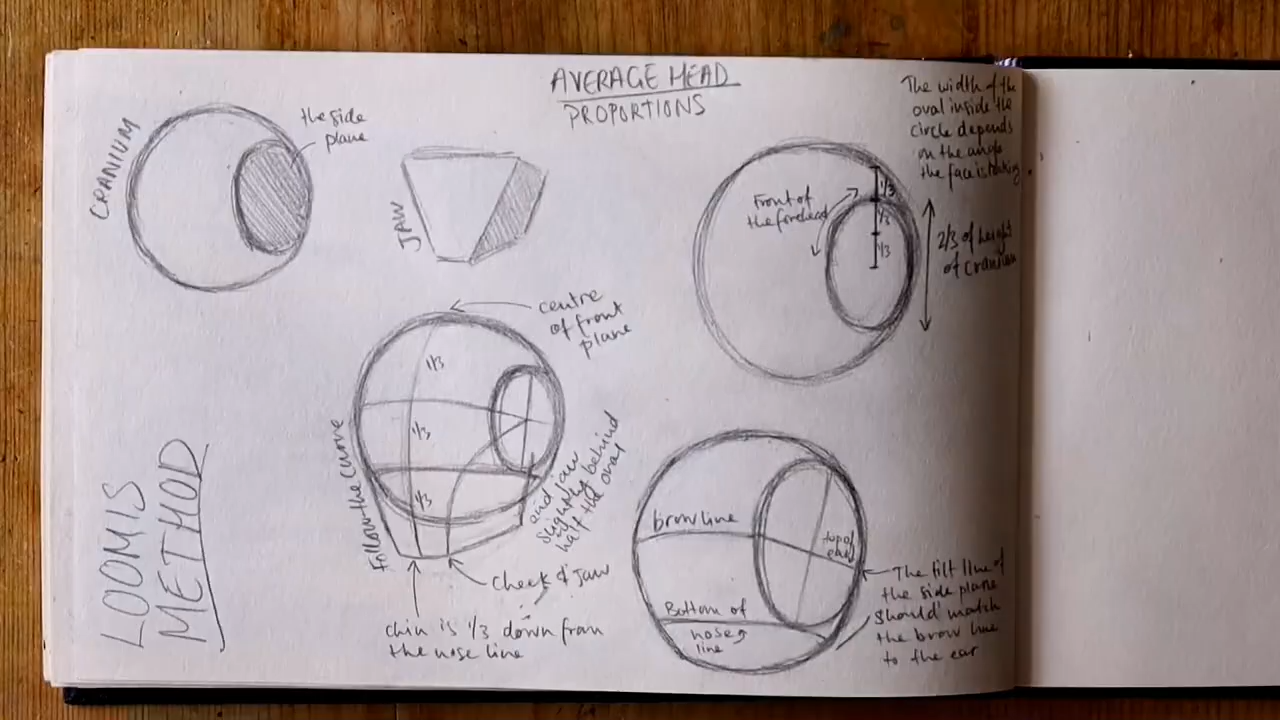 AVERAGE HEAD
PROPORTIONS
CRANIUM
the side
plane
JAW
The width of the
oval inside the
circle depends
on the angle
the face is taking
Front of
the forehead
1/3
1/3
1/3
2/3 of height
of Cranium
centre
of front
plane
1/3
1/3
1/3
Follow the curve
end jaw
slightly behind
half the oval
Cheek & Jaw
chin is 1/3 down from
the nose line
LOOMIS
METHOD
brow line
top of
ear
Bottom of
nose
line
The tilt line of
the side plane
should match
the brow line
to the ear